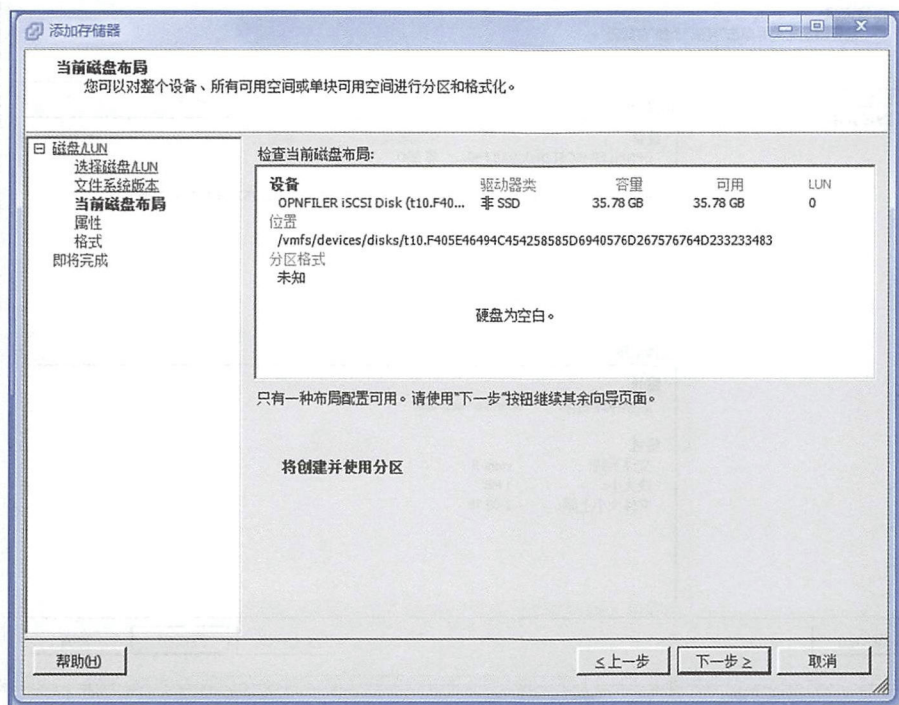 添加存储器
当前磁盘布局
您可以对整个设备、所有可用空间或单块可用空间进行分区和格式化。
磁盘/LUN
选择磁盘/LUN
文件系统版本
当前磁盘布局
属性
格式
即将完成
检查当前磁盘布局:
设备 驱动器类 容量 可用 LUN
OPNFILER iSCSI Disk (t10.F40... 非 SSD 35.78 GB 35.78 GB 0
位置
/vmfs/devices/disks/t10.F405E46494C454258585D6940576D267576764D233233483
分区格式
未知
硬盘为空白。
只有一种布局配置可用。请使用"下一步"按钮继续其余向导页面。
将创建并使用分区
帮助(H) ≤上一步 下一步≥ 取消